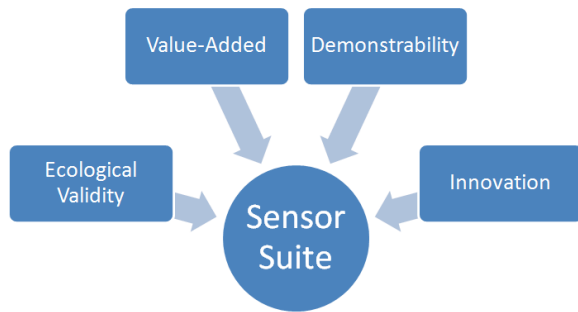 Value-Added
Demonstrability
Ecological
Validity
Innovation
Sensor
Suite